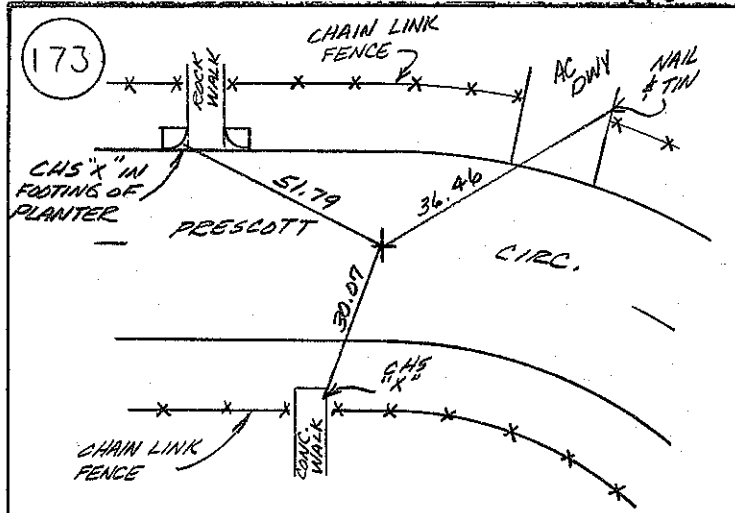 173
CHAIN LINK
FENCE
ROCK
WALK
AC
DWY
NAIL
& TIN
CHS "X" IN
FOOTING OF
PLANTER
51.79
36.46
PRESCOTT
CIRC.
30.07
CHS
"X"
CONC.
WALK
CHAIN LINK
FENCE